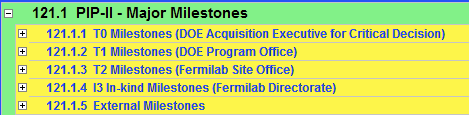 121.1 PIP-II - Major Milestones
121.1.1 T0 Milestones (DOE Acquisition Executive for Critical Decision)
121.1.2 T1 Milestones (DOE Program Office)
121.1.3 T2 Milestones (Fermilab Site Office)
121.1.4 I3 In-kind Milestones (Fermilab Directorate)
121.1.5 External Milestones